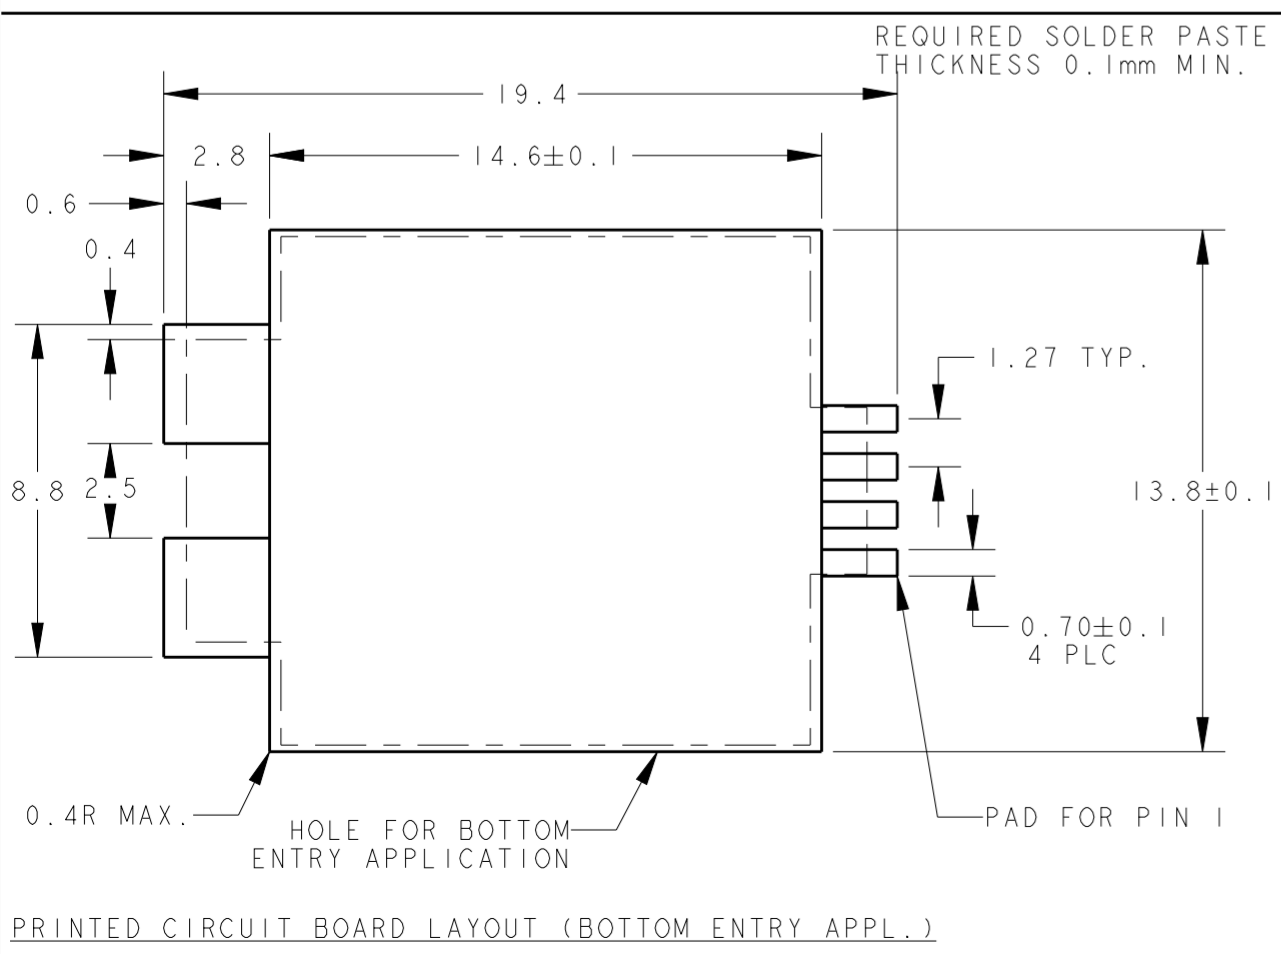 REQUIRED SOLDER PASTE
THICKNESS 0.1mm MIN.
19.4
2.8
14.6±0.1
0.6
0.4
1.27 TYP.
8.8
2.5
13.8±0.1
0.70±0.1
4 PLC
0.4R MAX.
HOLE FOR BOTTOM
ENTRY APPLICATION
PAD FOR PIN 1
PRINTED CIRCUIT BOARD LAYOUT (BOTTOM ENTRY APPL.)